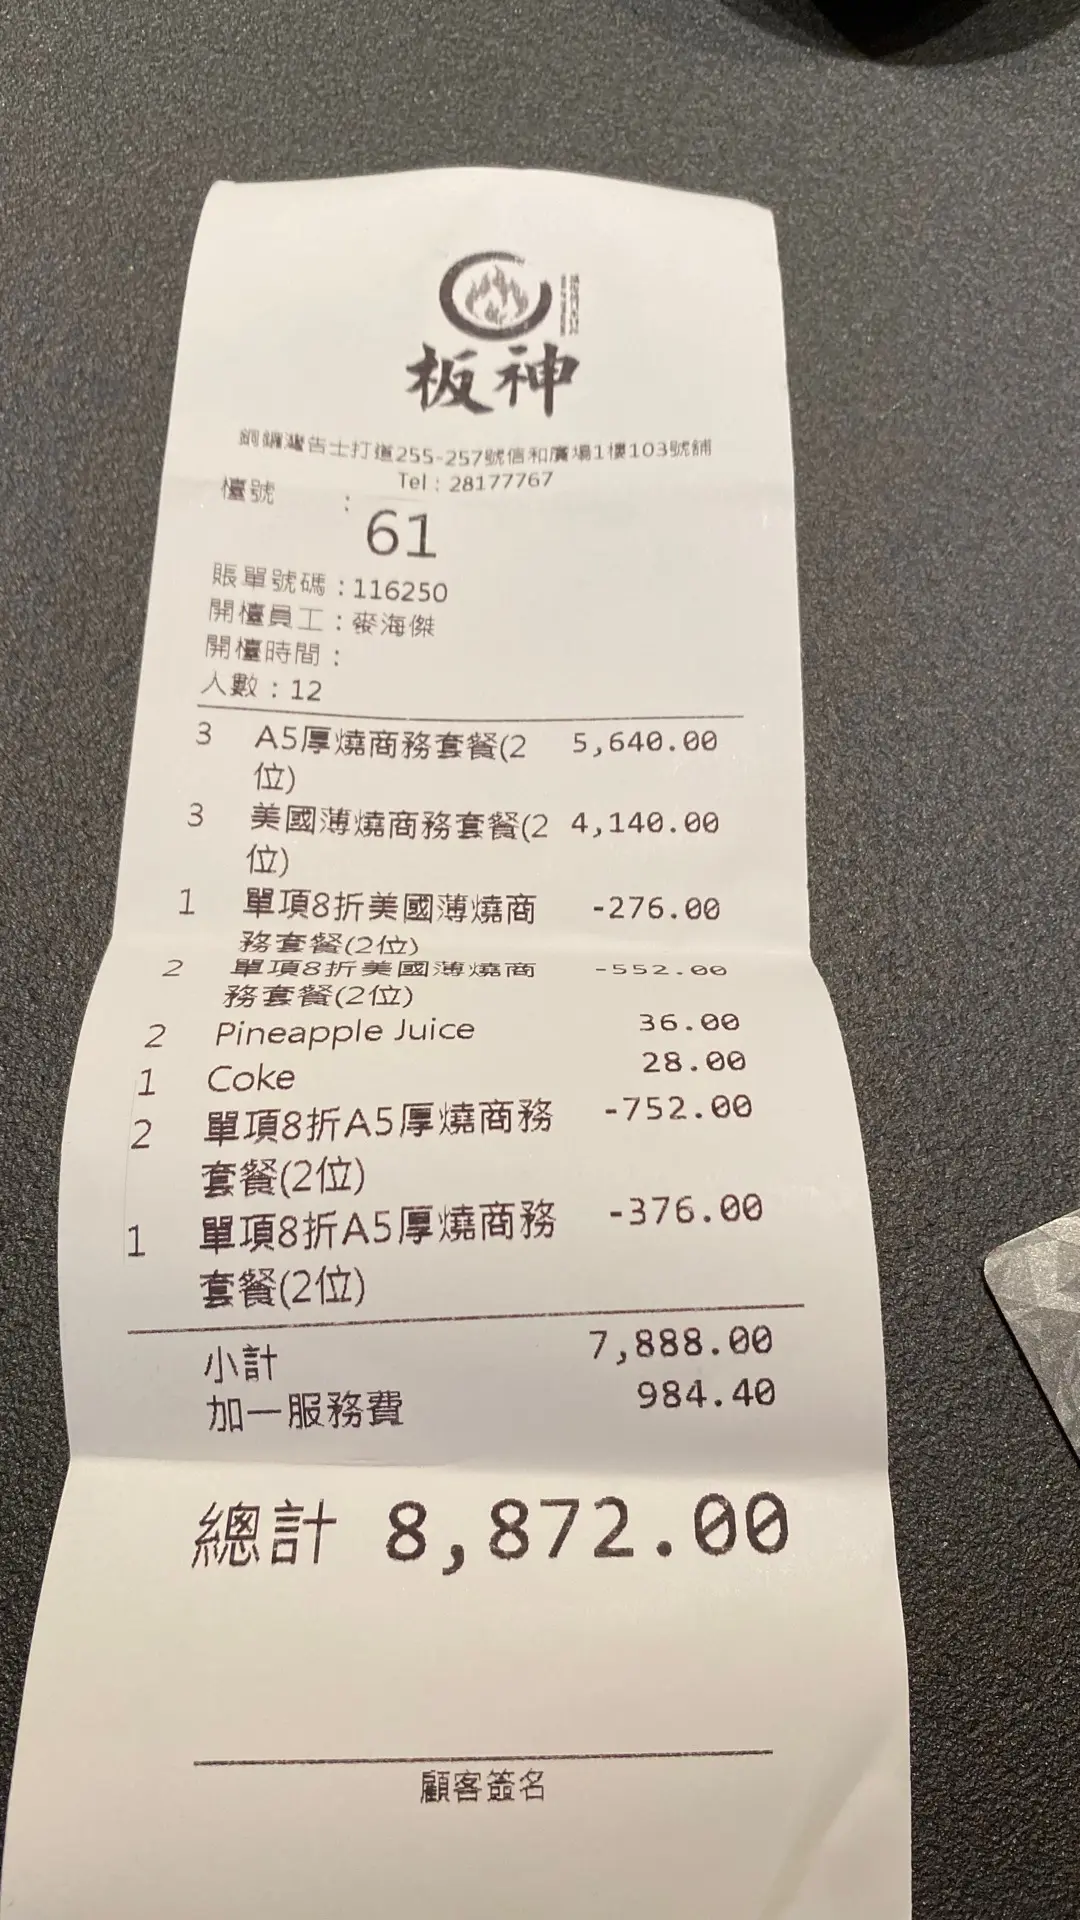 板神
銅鑼灣告士打道255-257號信和廣場1樓103號舖
Tel : 28177767
檯號 :
61
賬單號碼 : 116250
開檯員工 : 麥海傑
開檯時間 :
人數 : 12
3 A5厚燒商務套餐(2 5,640.00
位)
3 美國薄燒商務套餐(2 4,140.00
位)
1 單項8折美國薄燒商 -276.00
務套餐(2位)
2 單項8折美國薄燒商 -552.00
務套餐(2位)
2 Pineapple Juice 36.00
1 Coke 28.00
2 單項8折A5厚燒商務 -752.00
套餐(2位)
1 單項8折A5厚燒商務 -376.00
套餐(2位)
小計 7,888.00
加一服務費 984.40
總計 8,872.00
顧客簽名